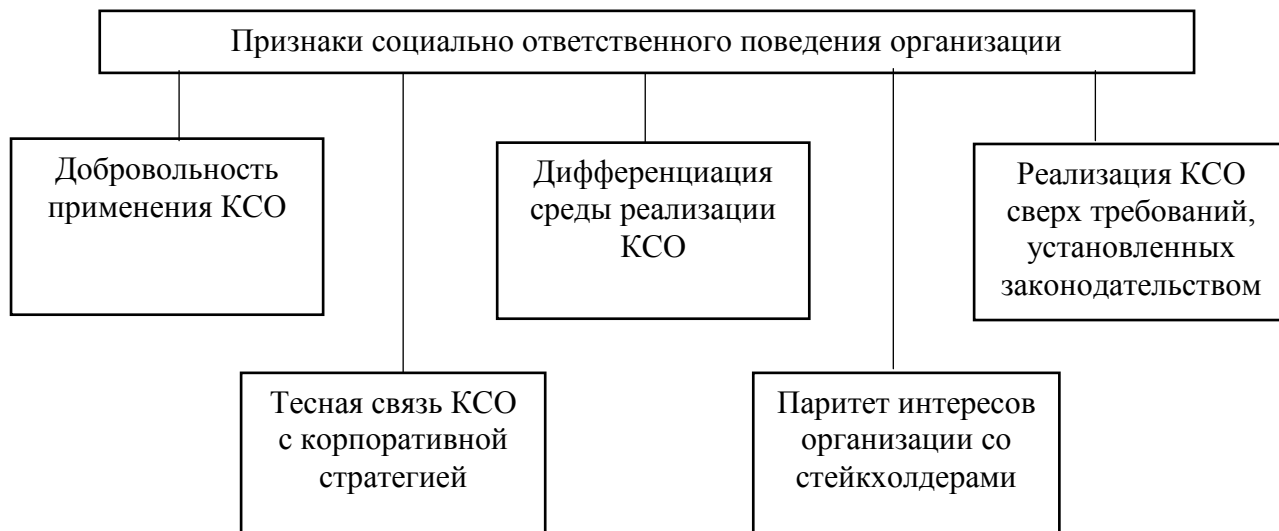 Признаки социально ответственного поведения организации
Добровольность
применения КСО
Дифференциация
среды реализации
КСО
Реализация КСО
сверх требований,
установленных
законодательством
Тесная связь КСО
с корпоративной
стратегией
Паритет интересов
организации со
стейкхолдерами